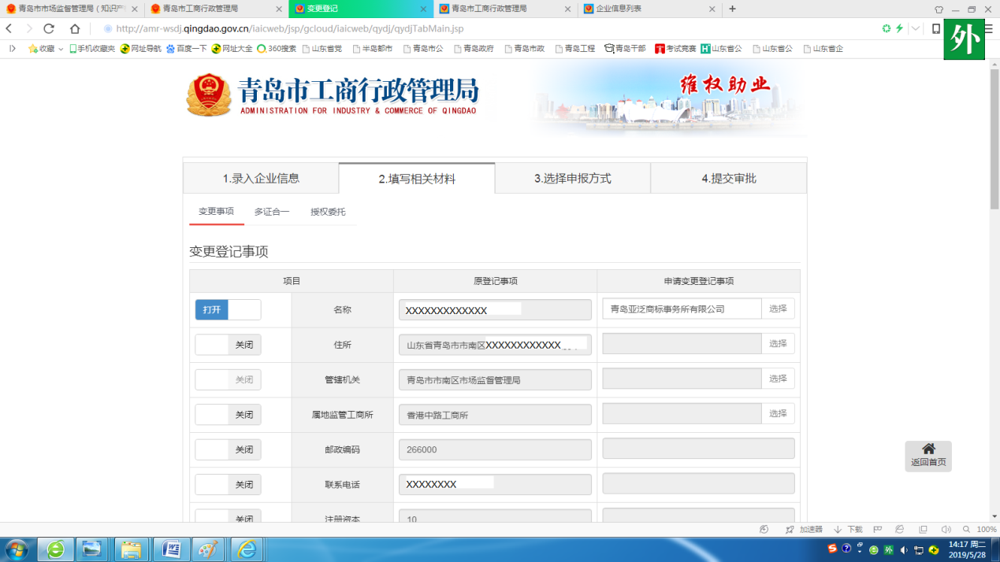 青岛市市场监督管理局（知识产
青岛市工商行政管理局
变更登记
青岛市工商行政管理局
企业信息列表
http://amr-wsdj.qingdao.gov.cn/iaicweb/jsp/gcloud/iaicweb/qydj/qydjTabMain.jsp
外
收藏 手机收藏夹 网址导航 百度一下 网址大全 360搜索 山东省党 半岛都市 青岛市公 青岛政府 青岛市政 青岛工程 青岛干部 考试竞赛 山东省公 山东省公 山东省企
青岛市工商行政管理局
ADMINISTRATION FOR INDUSTRY & COMMERCE OF QINGDAO
维权助业
1.录入企业信息 2.填写相关材料 3.选择申报方式 4.提交审批
变更事项 多证合一 授权委托
变更登记事项
项目 原登记事项 申请变更登记事项
打开 名称 XXXXXXXXXXXXX 青岛亚泛商标事务所有限公司 选择
关闭 住所 山东省青岛市市南区XXXXXXXXXXXX 选择
关闭 管辖机关 青岛市市南区市场监督管理局 选择
关闭 属地监管工商所 香港中路工商所 选择
关闭 邮政编码 266000
关闭 联系电话 XXXXXXXX
关闭 注册资本 10
返回首页
加速器 下载 100%
14:17 周二
2019/5/28